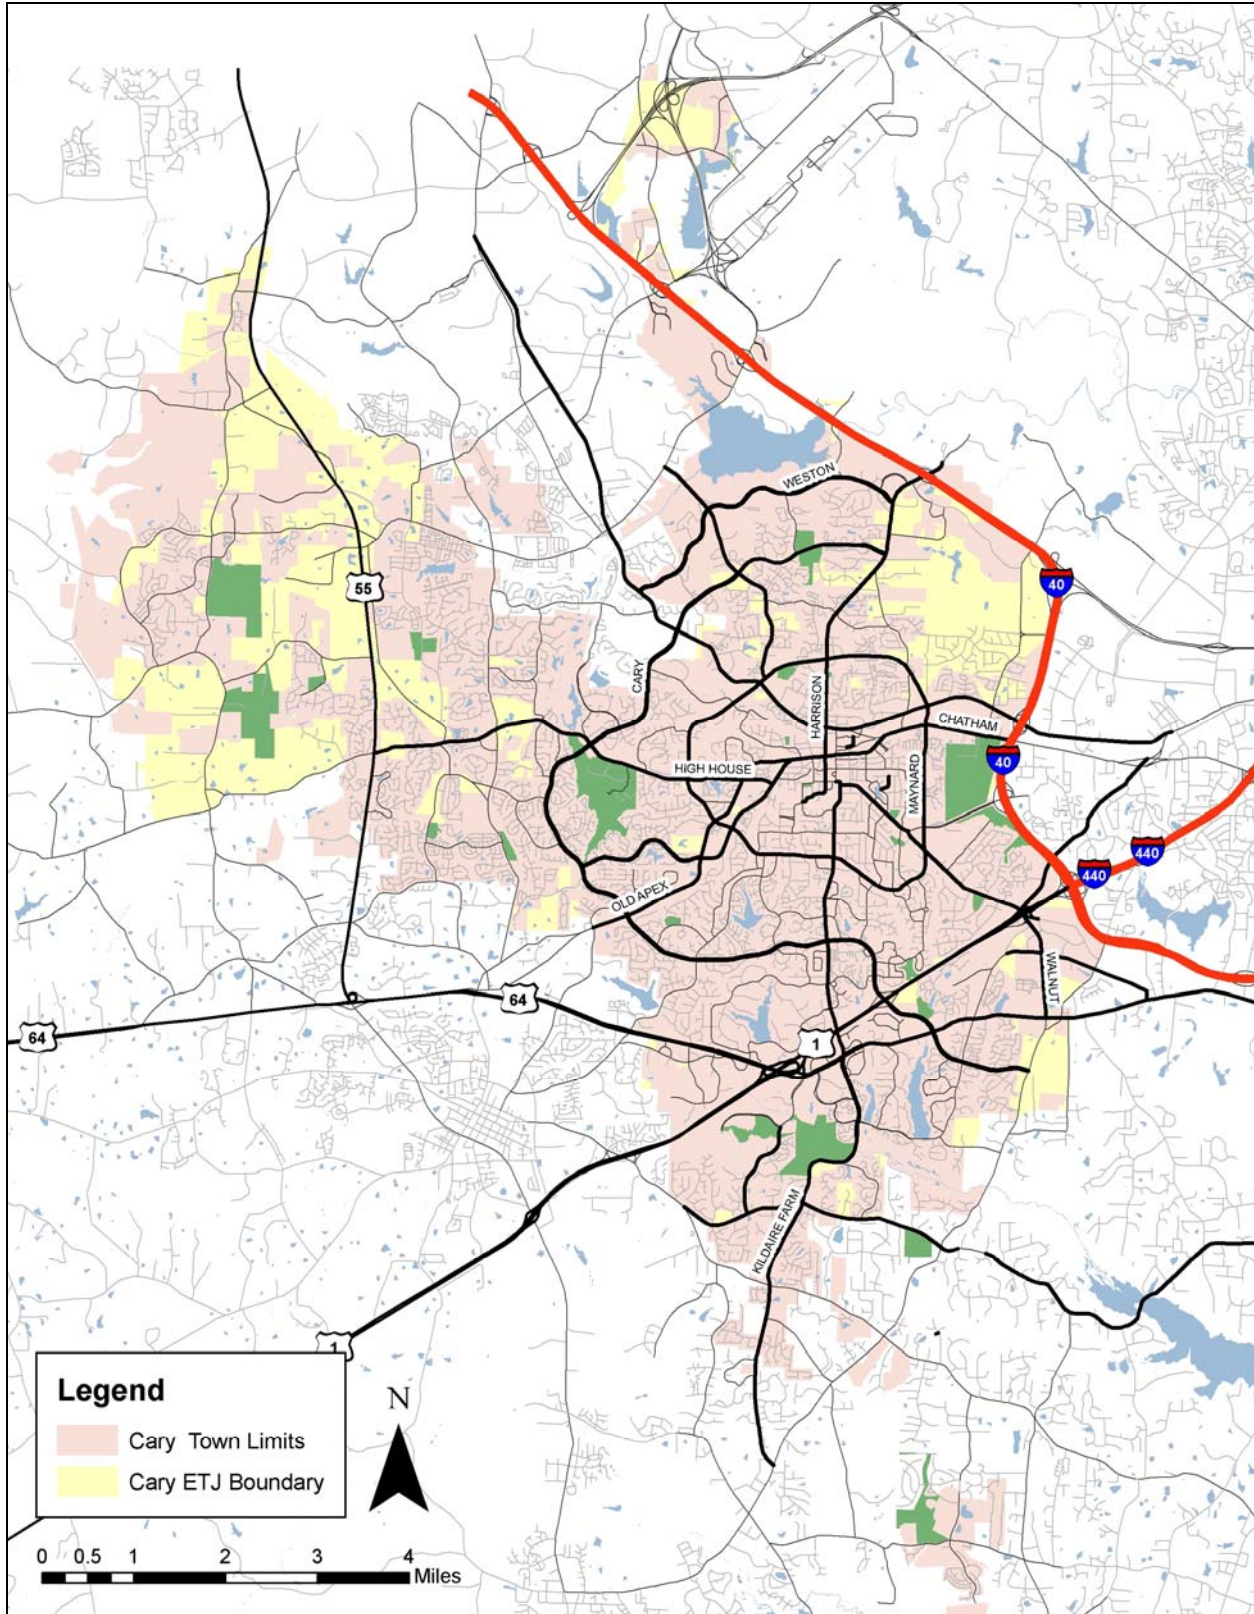 WESTON
55
40
CARY
HARRISON
CHATHAM
40
HIGH HOUSE
MAYNARD
440
440
OLD APEX
WALNUT
64
64
1
KILDAIRE FARM
1
Legend
Cary Town Limits
Cary ETJ Boundary
N
0 0.5 1 2 3 4
Miles